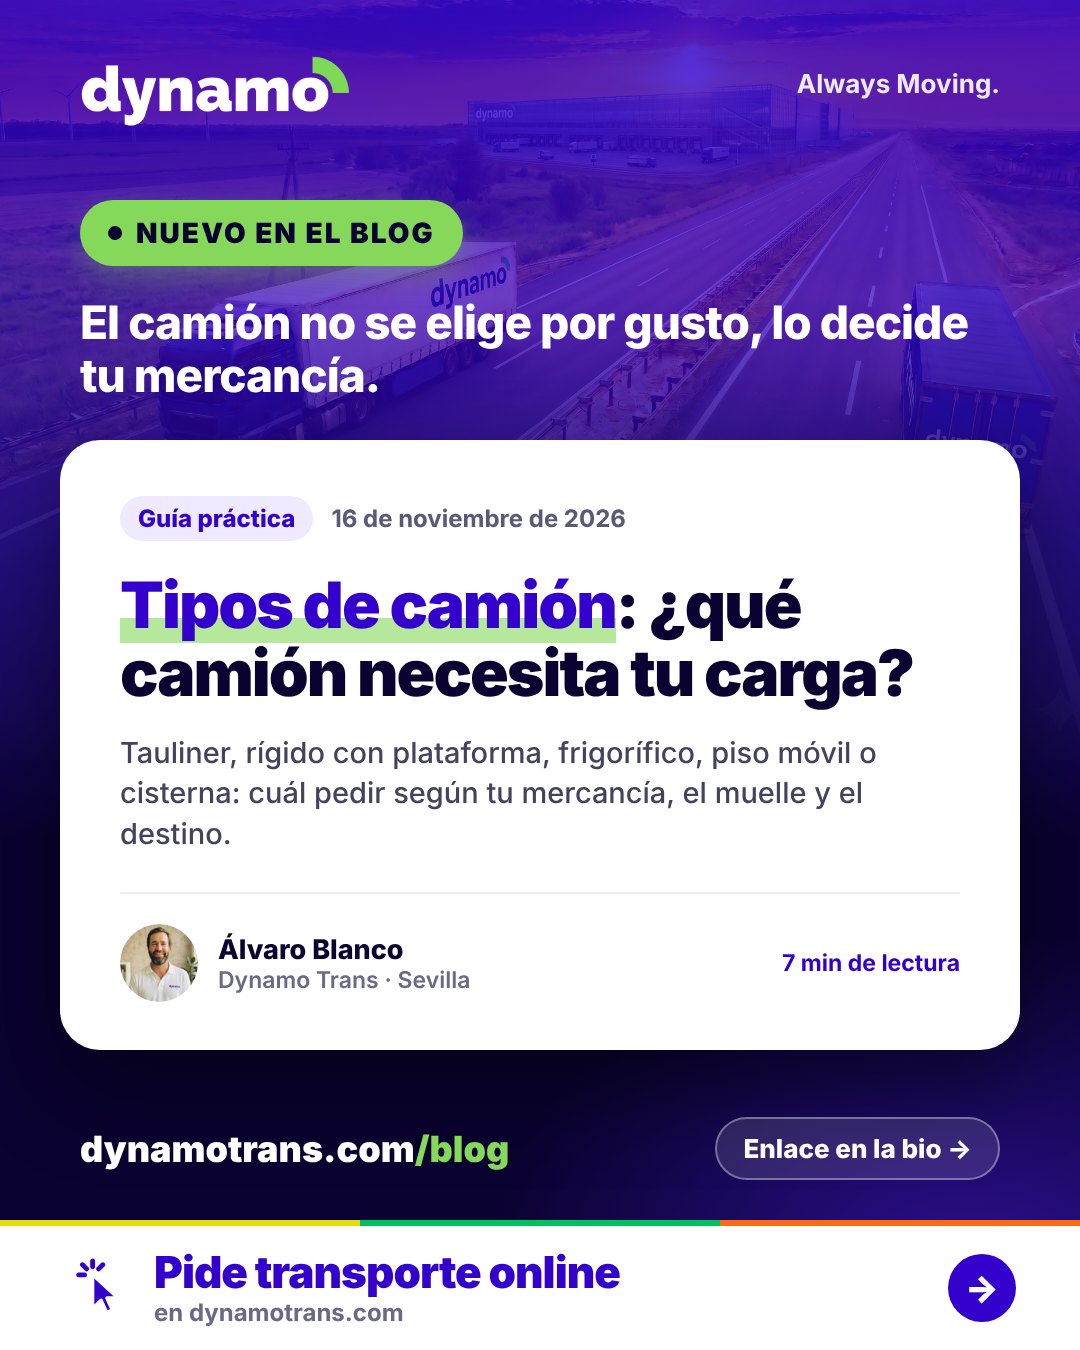 dynamo
Always Moving.
dynamo
NUEVO EN EL BLOG
dynamo
El camión no se elige por gusto, lo decide
tu mercancía.
Guía práctica
16 de noviembre de 2026
Tipos de camión: ¿qué
camión necesita tu carga?
Tauliner, rígido con plataforma, frigorífico, piso móvil o
cisterna: cuál pedir según tu mercancía, el muelle y el
destino.
Álvaro Blanco
Dynamo Trans · Sevilla
7 min de lectura
dynamotrans.com/blog
Enlace en la bio →
Pide transporte online
en dynamotrans.com